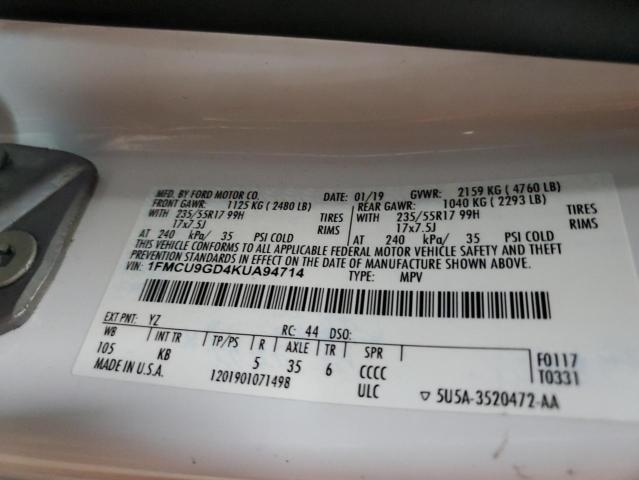 MFD. BY FORD MOTOR CO. 01/19 GVWR: 2159 KG ( 4760 LB)
FRONT GAWR: 1125 KG ( 2480 LB) REAR GAWR: 1040 KG ( 2293 LB)
WITH 235/55R17 99H TIRES WITH 235/55R17 99H TIRES
17x7.5J RIMS 17x7.5J RIMS
AT 240 kPa/ 35 PSI COLD AT 240 kPa/ 35 PSI COLD
THIS VEHICLE CONFORMS TO ALL APPLICABLE FEDERAL MOTOR VEHICLE SAFETY AND THEFT
PREVENTION STANDARDS IN EFFECT ON THE DATE OF MANUFACTURE SHOWN ABOVE.
VIN: 1FMCU9GD4KUA94714 TYPE: MPV
EXT PNT: YZ RC: 44 DSO:
WB INT TR TP/PS R AXLE TR SPR F0117
105 KB 5 35 6 CCCC T0331
MADE IN U.S.A. 1201901071498 ULC ▽ 5U5A-3520472-AA